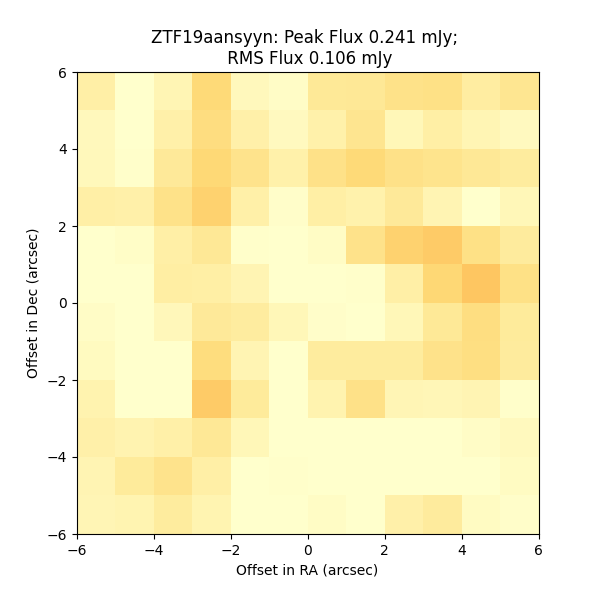 ZTF19aansyyn: Peak Flux 0.241 mJy;
RMS Flux 0.106 mJy
6
4
2
0
−2
−4
−6
Offset in Dec (arcsec)
−6 −4 −2 0 2 4 6
Offset in RA (arcsec)